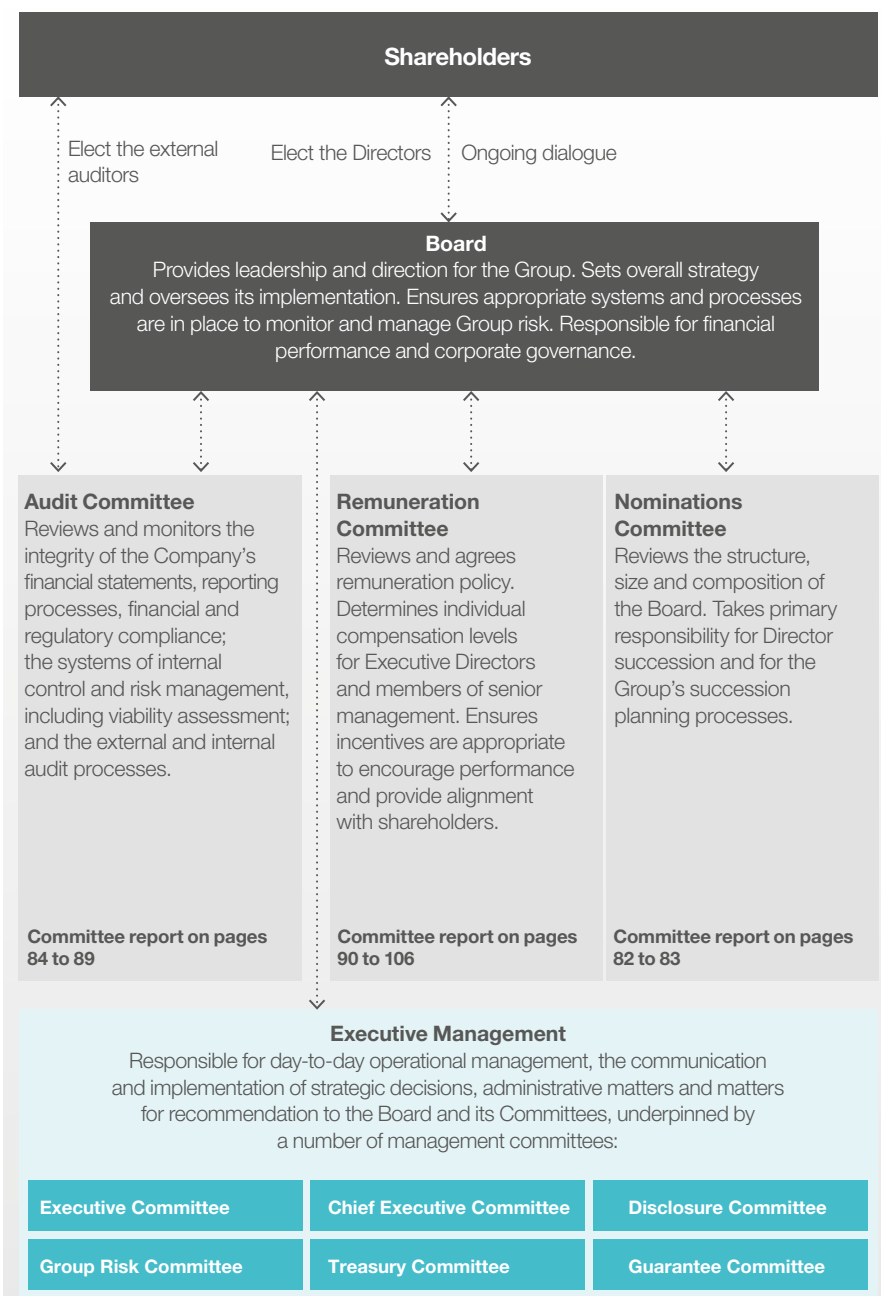 Shareholders
Elect the external
auditors
Elect the Directors
Ongoing dialogue
Board
Provides leadership and direction for the Group. Sets overall strategy
and oversees its implementation. Ensures appropriate systems and processes
are in place to monitor and manage Group risk. Responsible for financial
performance and corporate governance.
Audit Committee
Reviews and monitors the
integrity of the Company’s
financial statements, reporting
processes, financial and
regulatory compliance;
the systems of internal
control and risk management,
including viability assessment;
and the external and internal
audit processes.
Committee report on pages
84 to 89
Remuneration
Committee
Reviews and agrees
remuneration policy.
Determines individual
compensation levels
for Executive Directors
and members of senior
management. Ensures
incentives are appropriate
to encourage performance
and provide alignment
with shareholders.
Committee report on pages
90 to 106
Nominations
Committee
Reviews the structure,
size and composition of
the Board. Takes primary
responsibility for Director
succession and for the
Group’s succession
planning processes.
Committee report on pages
82 to 83
Executive Management
Responsible for day-to-day operational management, the communication
and implementation of strategic decisions, administrative matters and matters
for recommendation to the Board and its Committees, underpinned by
a number of management committees:
Executive Committee
Chief Executive Committee
Disclosure Committee
Group Risk Committee
Treasury Committee
Guarantee Committee